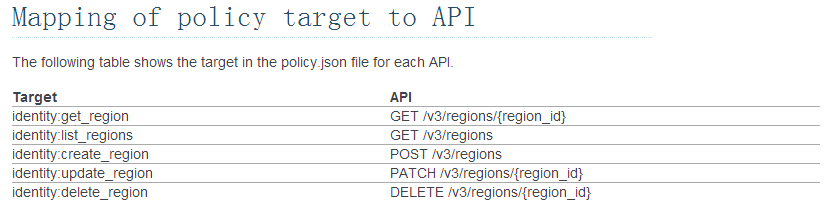 Mapping of policy target to API
The following table shows the target in the policy.json file for each API.
Target API
identity:get_region GET /v3/regions/{region_id}
identity:list_regions GET /v3/regions
identity:create_region POST /v3/regions
identity:update_region PATCH /v3/regions/{region_id}
identity:delete_region DELETE /v3/regions/{region_id}